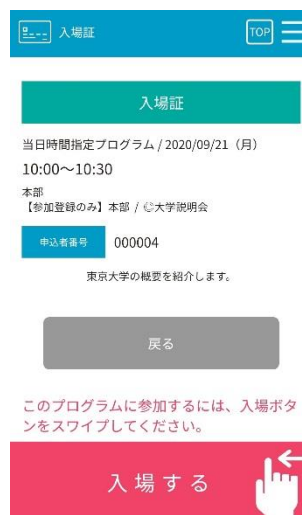 入場証
TOP
入場証
当日時間指定プログラム / 2020/09/21（月）
10:00～10:30
本部
【参加登録のみ】本部 / ◎大学説明会
申込者番号 000004
東京大学の概要を紹介します。
戻る
このプログラムに参加するには、入場ボタ
ンをスワイプしてください。
入場する